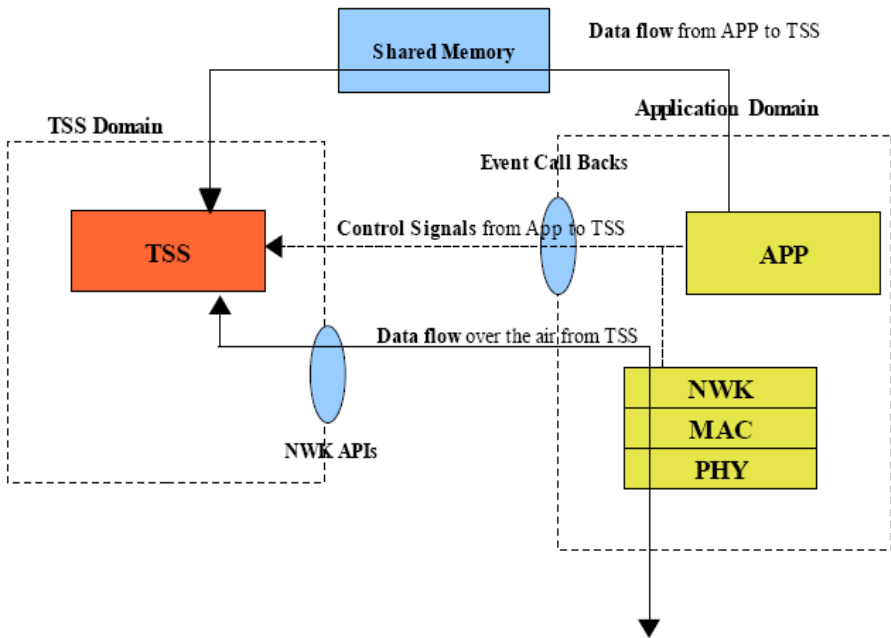 Data flow from APP to TSS
Shared Memory
Application Domain
TSS Domain
Event Call Backs
Control Signals from App to TSS
TSS
APP
Data flow over the air from TSS
NWK
MAC
NWK APIs
PHY